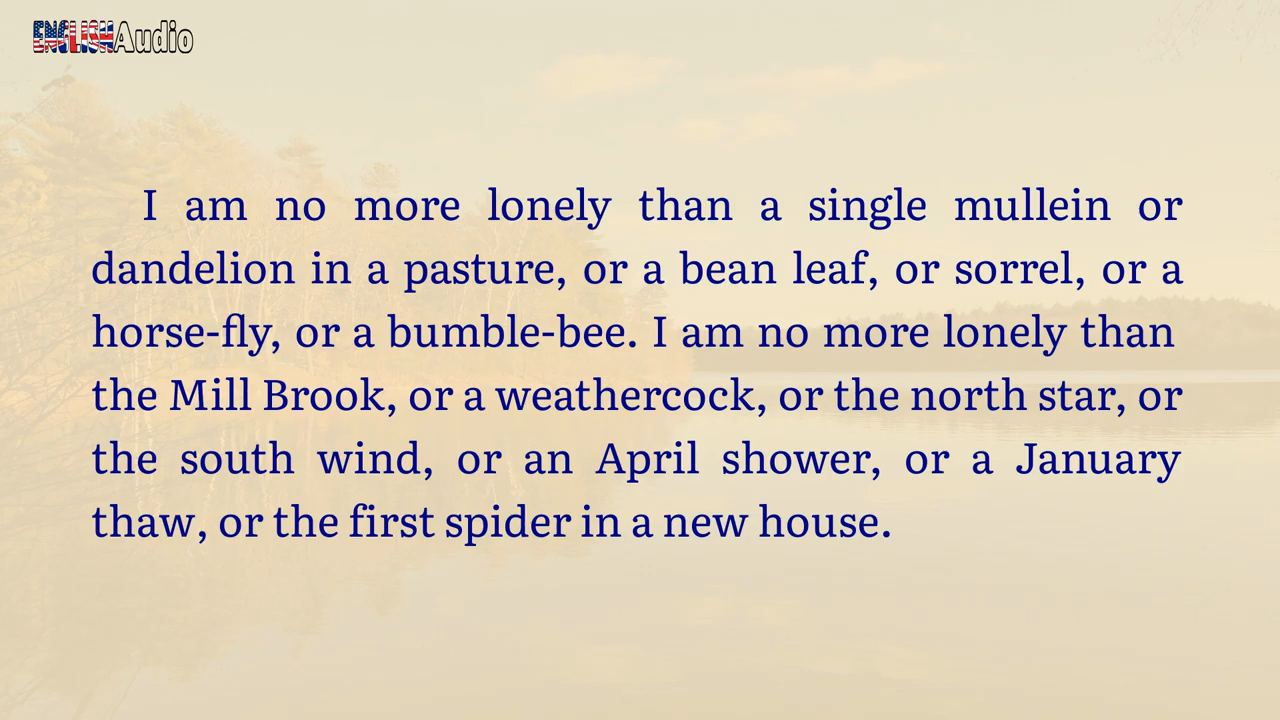 ENGLISHAudio
I am no more lonely than a single mullein or
dandelion in a pasture, or a bean leaf, or sorrel, or a
horse-fly, or a bumble-bee. I am no more lonely than
the Mill Brook, or a weathercock, or the north star, or
the south wind, or an April shower, or a January
thaw, or the first spider in a new house.